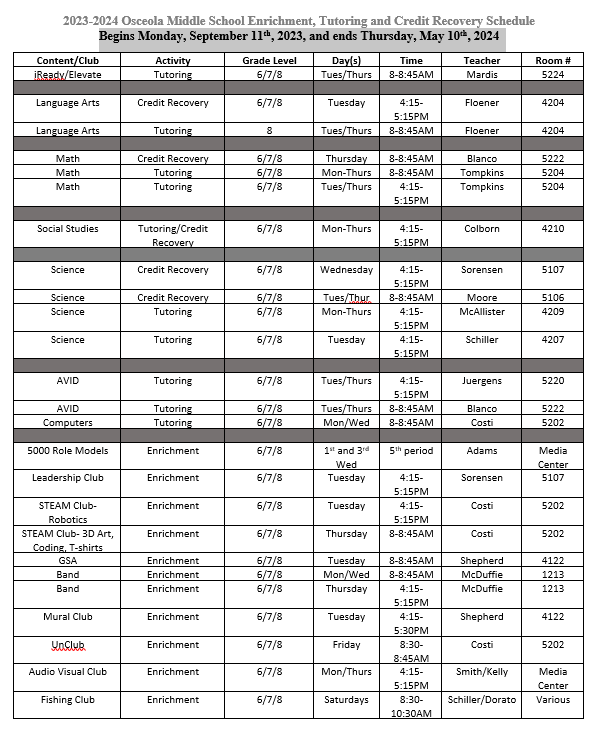 2023-2024 Osceola Middle School Enrichment, Tutoring and Credit Recovery Schedule
Begins Monday, September 11th, 2023, and ends Thursday, May 10th, 2024
Content/Club Activity Grade Level Day(s) Time Teacher Room #
iReady/Elevate Tutoring 6/7/8 Tues/Thurs 8-8:45AM Mardis 5224
Language Arts Credit Recovery 6/7/8 Tuesday 4:15- Floener 4204
5:15PM
Language Arts Tutoring 8 Tues/Thurs 8-8:45AM Floener 4204
Math Credit Recovery 6/7/8 Thursday 8-8:45AM Blanco 5222
Math Tutoring 6/7/8 Mon-Thurs 8-8:45AM Tompkins 5204
Math Tutoring 6/7/8 Tues/Thurs 4:15- Tompkins 5204
5:15PM
Social Studies Tutoring/Credit 6/7/8 Mon-Thurs 4:15- Colborn 4210
Recovery 5:15PM
Science Credit Recovery 6/7/8 Wednesday 4:15- Sorensen 5107
5:15PM
Science Credit Recovery 6/7/8 Tues/Thur 8-8:45AM Moore 5106
Science Tutoring 6/7/8 Mon-Thurs 4:15- McAllister 4209
5:15PM
Science Tutoring 6/7/8 Tuesday 4:15- Schiller 4207
5:15PM
AVID Tutoring 6/7/8 Tues/Thurs 4:15- Juergens 5220
5:15PM
AVID Tutoring 6/7/8 Tues/Thurs 8-8:45AM Blanco 5222
Computers Tutoring 6/7/8 Mon/Wed 8-8:45AM Costi 5202
5000 Role Models Enrichment 6/7/8 1st and 3rd 5th period Adams Media
Wed Center
Leadership Club Enrichment 6/7/8 Tuesday 4:15- Sorensen 5107
5:15PM
STEAM Club- Enrichment 6/7/8 Tuesday 4:15- Costi 5202
Robotics 5:15PM
STEAM Club- 3D Art, Enrichment 6/7/8 Thursday 8-8:45AM Costi 5202
Coding, T-shirts
GSA Enrichment 6/7/8 Tuesday 8-8:45AM Shepherd 4122
Band Enrichment 6/7/8 Mon/Wed 8-8:45AM McDuffie 1213
Band Enrichment 6/7/8 Thursday 4:15- McDuffie 1213
5:15PM
Mural Club Enrichment 6/7/8 Tuesday 4:15- Shepherd 4122
5:30PM
UnClub Enrichment 6/7/8 Friday 8:30- Costi 5202
8:45AM
Audio Visual Club Enrichment 6/7/8 Mon/Thurs 4:15- Smith/Kelly Media
5:15PM Center
Fishing Club Enrichment 6/7/8 Saturdays 8:30- Schiller/Dorato Various
10:30AM